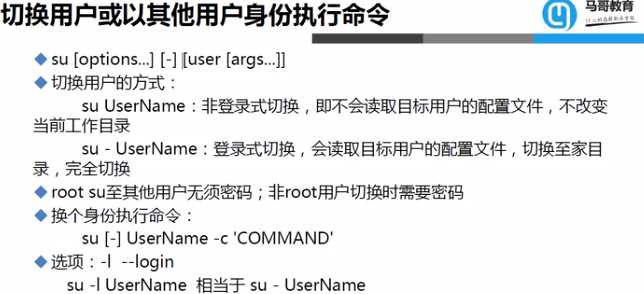 切换用户或以其他用户身份执行命令
马哥教育
su [options...] [-] [user [args...]]
切换用户的方式：
su UserName：非登录式切换，即不会读取目标用户的配置文件，不改变
当前工作目录
su - UserName：登录式切换，会读取目标用户的配置文件，切换至家目
录，完全切换
root su至其他用户无须密码；非root用户切换时需要密码
换个身份执行命令：
su [-] UserName -c 'COMMAND'
选项：-l --login
su -l UserName 相当于 su - UserName